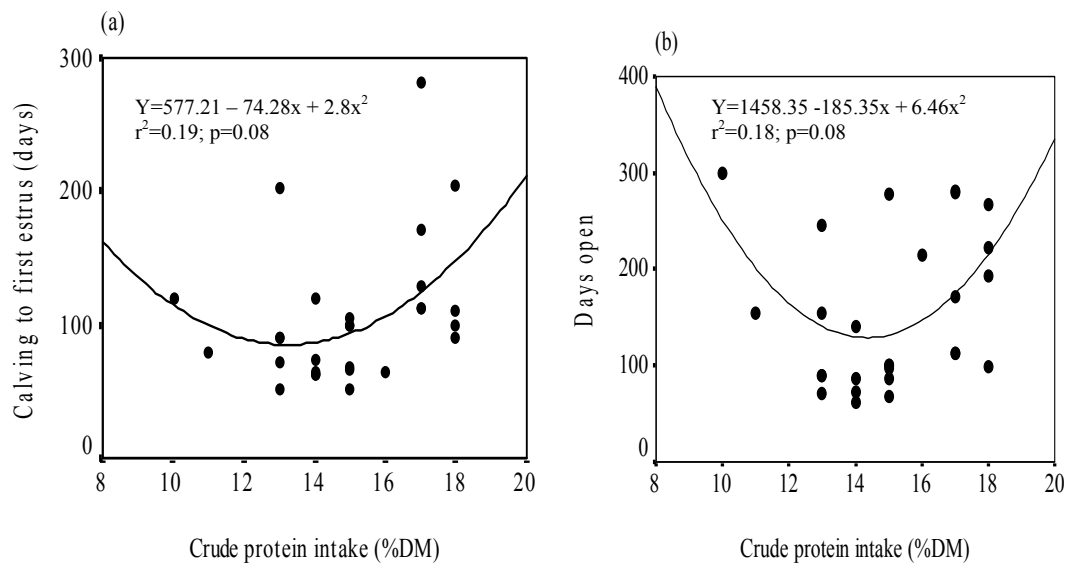 (a)
300
200
100
0
Calving to first estrus (days)
Y=577.21 – 74.28x + 2.8x²
r²=0.19; p=0.08
8 10 12 14 16 18 20
Crude protein intake (%DM)
(b)
400
300
200
100
0
Days open
Y=1458.35 -185.35x + 6.46x²
r²=0.18; p=0.08
8 10 12 14 16 18 20
Crude protein intake (%DM)